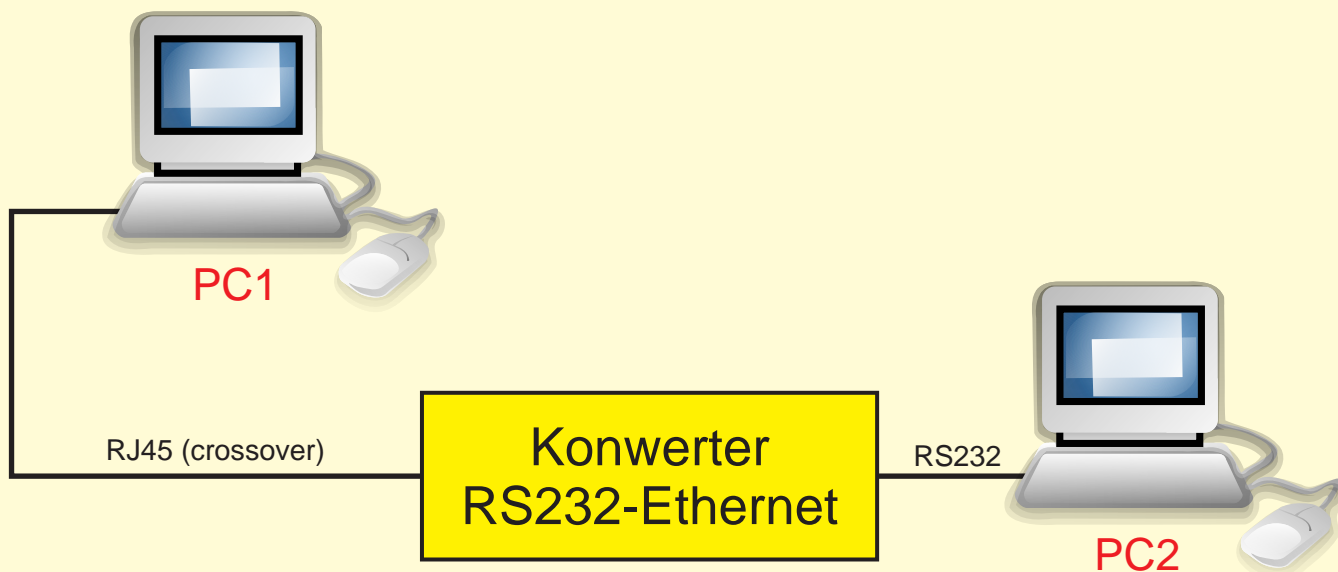 PC1
RJ45 (crossover)
Konwerter
RS232-Ethernet
RS232
PC2